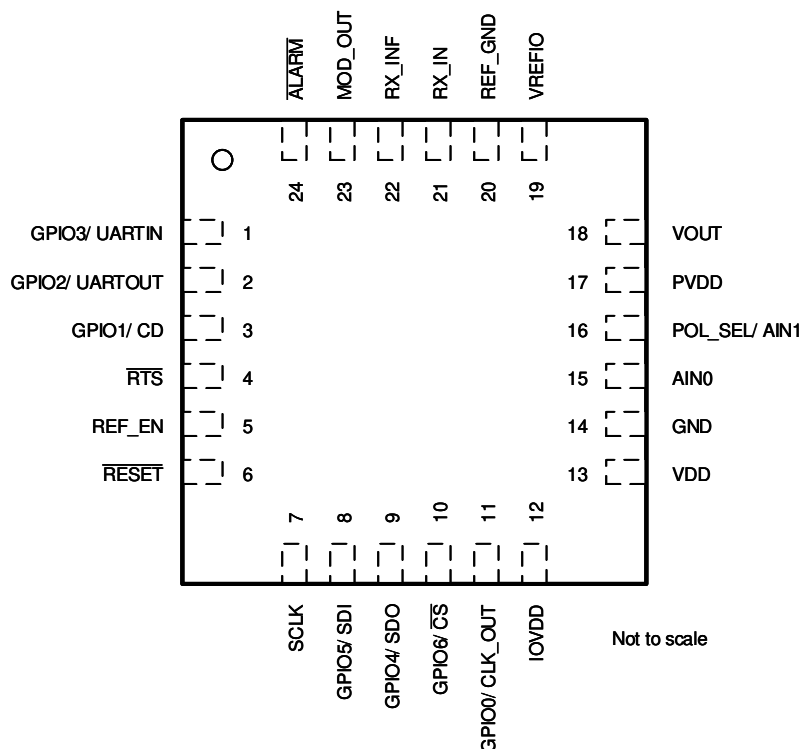 ALARM
MOD_OUT
RX_INF
RX_IN
REF_GND
VREFIO
24
23
22
21
20
19
GPIO3/ UARTIN
1
GPIO2/ UARTOUT
2
GPIO1/ CD
3
RTS
4
REF_EN
5
RESET
6
18
VOUT
17
PVDD
16
POL_SEL/ AIN1
15
AIN0
14
GND
13
VDD
7
8
9
10
11
12
SCLK
GPIO5/ SDI
GPIO4/ SDO
GPIO6/ CS
GPIO0/ CLK_OUT
IOVDD
Not to scale